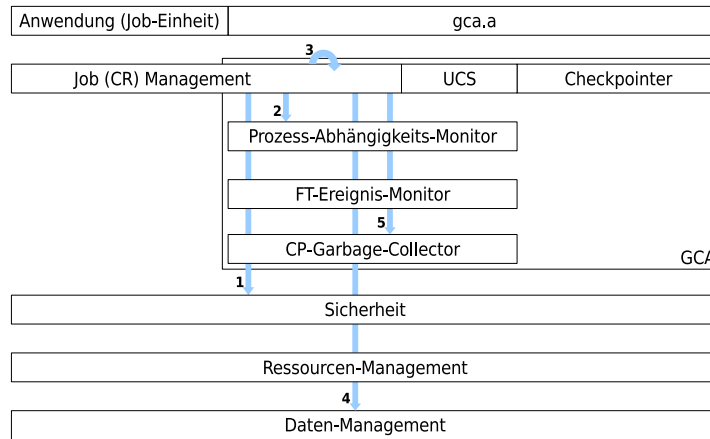 Anwendung (Job-Einheit) gca.a
3
Job (CR) Management UCS Checkpointer
2
Prozess-Abhängigkeits-Monitor
FT-Ereignis-Monitor
5
CP-Garbage-Collector
GCA
1
Sicherheit
Ressourcen-Management
4
Daten-Management